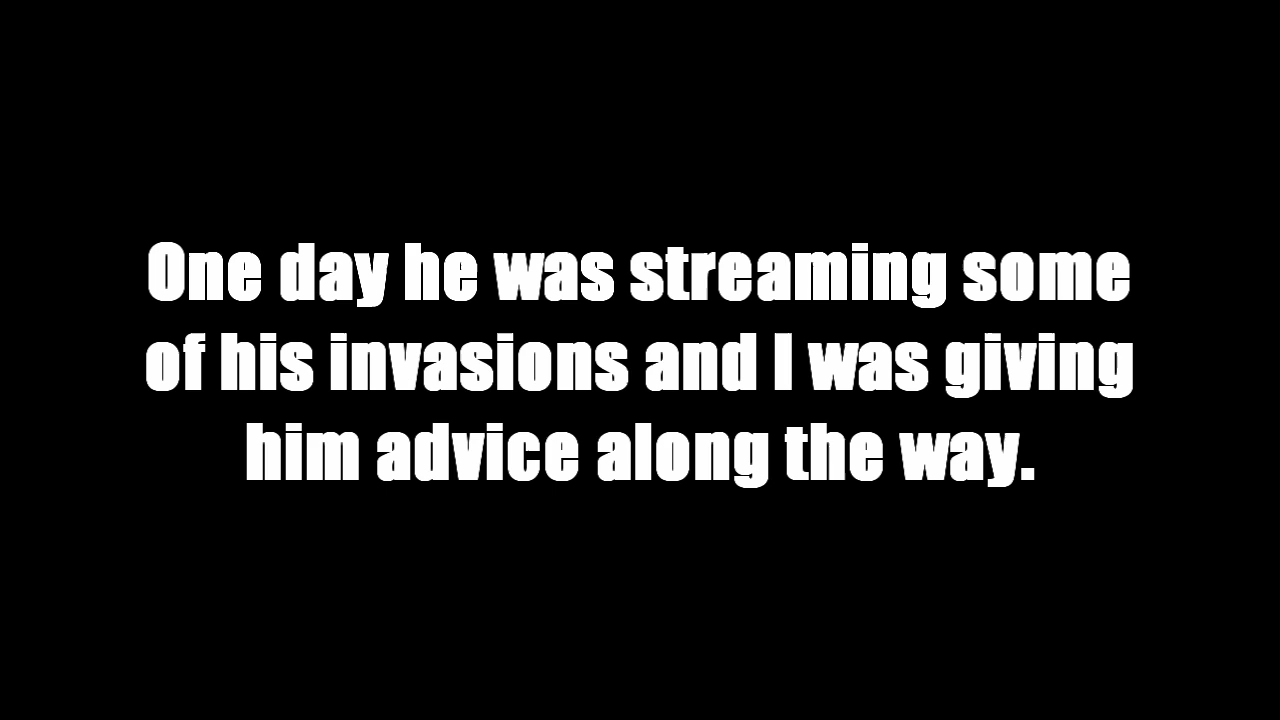 One day he was streaming some
of his invasions and I was giving
him advice along the way.